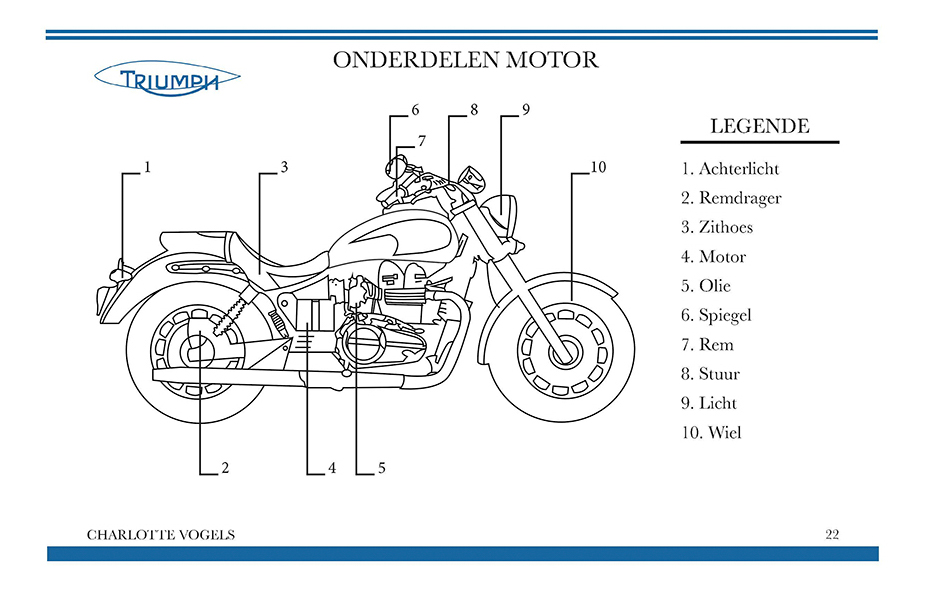 ONDERDELEN MOTOR
TRIUMPH
6
8
9
7
1
3
10
LEGENDE
1. Achterlicht
2. Remdrager
3. Zithoes
4. Motor
5. Olie
6. Spiegel
7. Rem
8. Stuur
9. Licht
10. Wiel
2
4
5
CHARLOTTE VOGELS
22